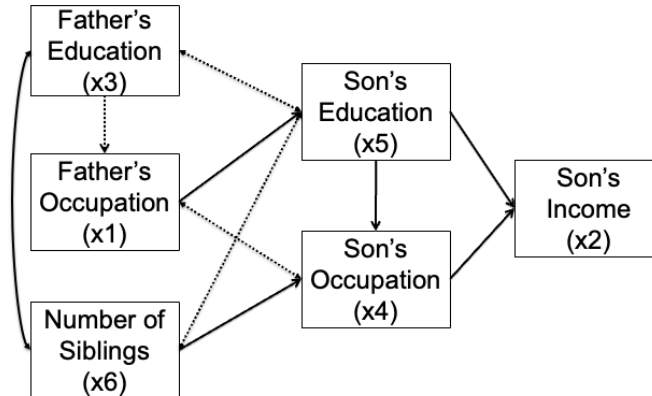 Father's
Education
(x3)
Father's
Occupation
(x1)
Number of
Siblings
(x6)
Son's
Education
(x5)
Son's
Occupation
(x4)
Son's
Income
(x2)